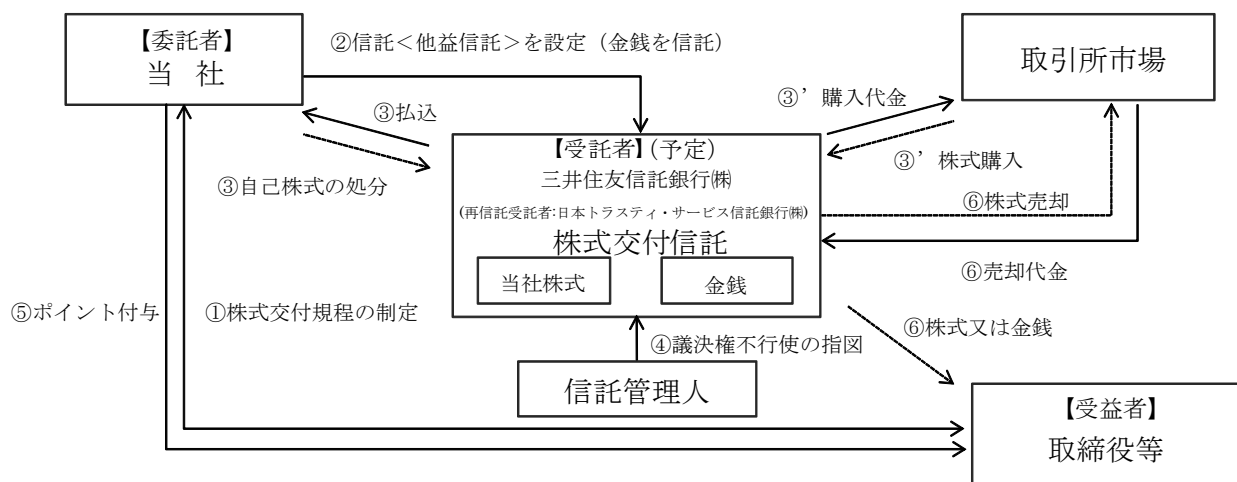 【委託者】
当 社
②信託＜他益信託＞を設定（金銭を信託）
取引所市場
③払込
③’購入代金
【受託者】(予定)
三井住友信託銀行㈱
(再信託受託者:日本トラスティ・サービス信託銀行㈱)
株式交付信託
当社株式
金銭
③’株式購入
③自己株式の処分
⑥株式売却
⑥売却代金
⑤ポイント付与
①株式交付規程の制定
⑥株式又は金銭
④議決権不行使の指図
信託管理人
【受益者】
取締役等